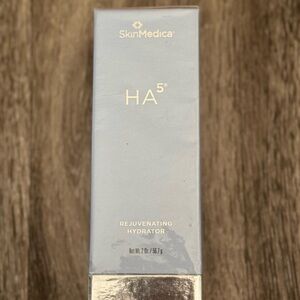 SkinMedica®
HA5®
REJUVENATING
HYDRATOR
Net Wt. 2 Oz. / 56.7 g